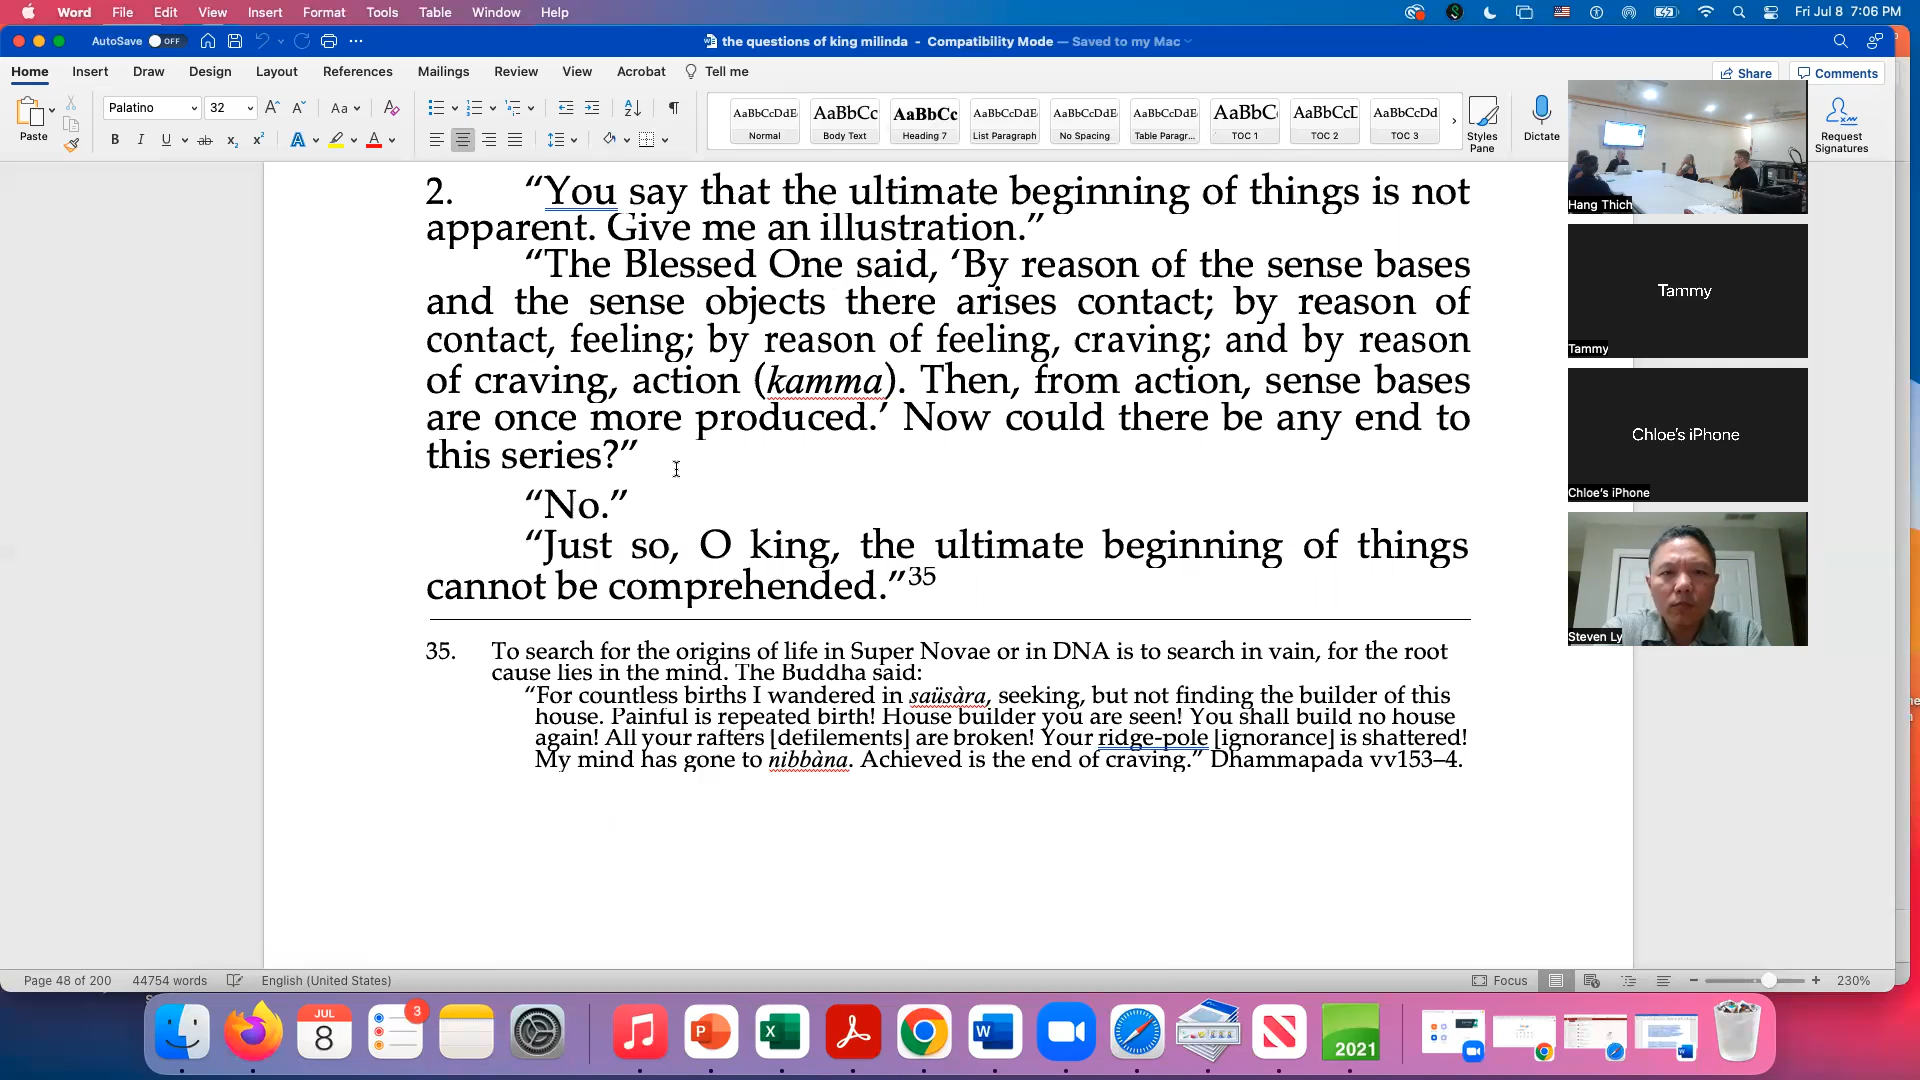 Word File Edit View Insert Format Tools Table Window Help Fri Jul 8 7:06 PM
AutoSave OFF the questions of king milinda - Compatibility Mode — Saved to my Mac
Home Insert Draw Design Layout References Mailings Review View Acrobat Tell me Share Comments
Paste Palatino 32 Aa AaBbCcDdE Normal AaBbCc Body Text AaBbCc Heading 7 AaBbCcDdE List Paragraph AaBbCcDdE No Spacing AaBbCcDdE Table Paragr... AaBbC TOC 1 AaBbCcD TOC 2 AaBbCcDd TOC 3 Styles Pane Dictate Request Signatures
2. “You say that the ultimate beginning of things is not
apparent. Give me an illustration.”
“The Blessed One said, ‘By reason of the sense bases
and the sense objects there arises contact; by reason of
contact, feeling; by reason of feeling, craving; and by reason
of craving, action (kamma). Then, from action, sense bases
are once more produced.’ Now could there be any end to
this series?”
“No.”
“Just so, O king, the ultimate beginning of things
cannot be comprehended.”35
35. To search for the origins of life in Super Novae or in DNA is to search in vain, for the root
cause lies in the mind. The Buddha said:
“For countless births I wandered in saüsàra, seeking, but not finding the builder of this
house. Painful is repeated birth! House builder you are seen! You shall build no house
again! All your rafters [defilements] are broken! Your ridge-pole [ignorance] is shattered!
My mind has gone to nibbàna. Achieved is the end of craving.” Dhammapada vv153–4.
Hang Thich
Tammy
Tammy
Chloe’s iPhone
Chloe’s iPhone
Steven Ly
Page 48 of 200 44754 words English (United States) Focus 230%
3
JUL
8
2021